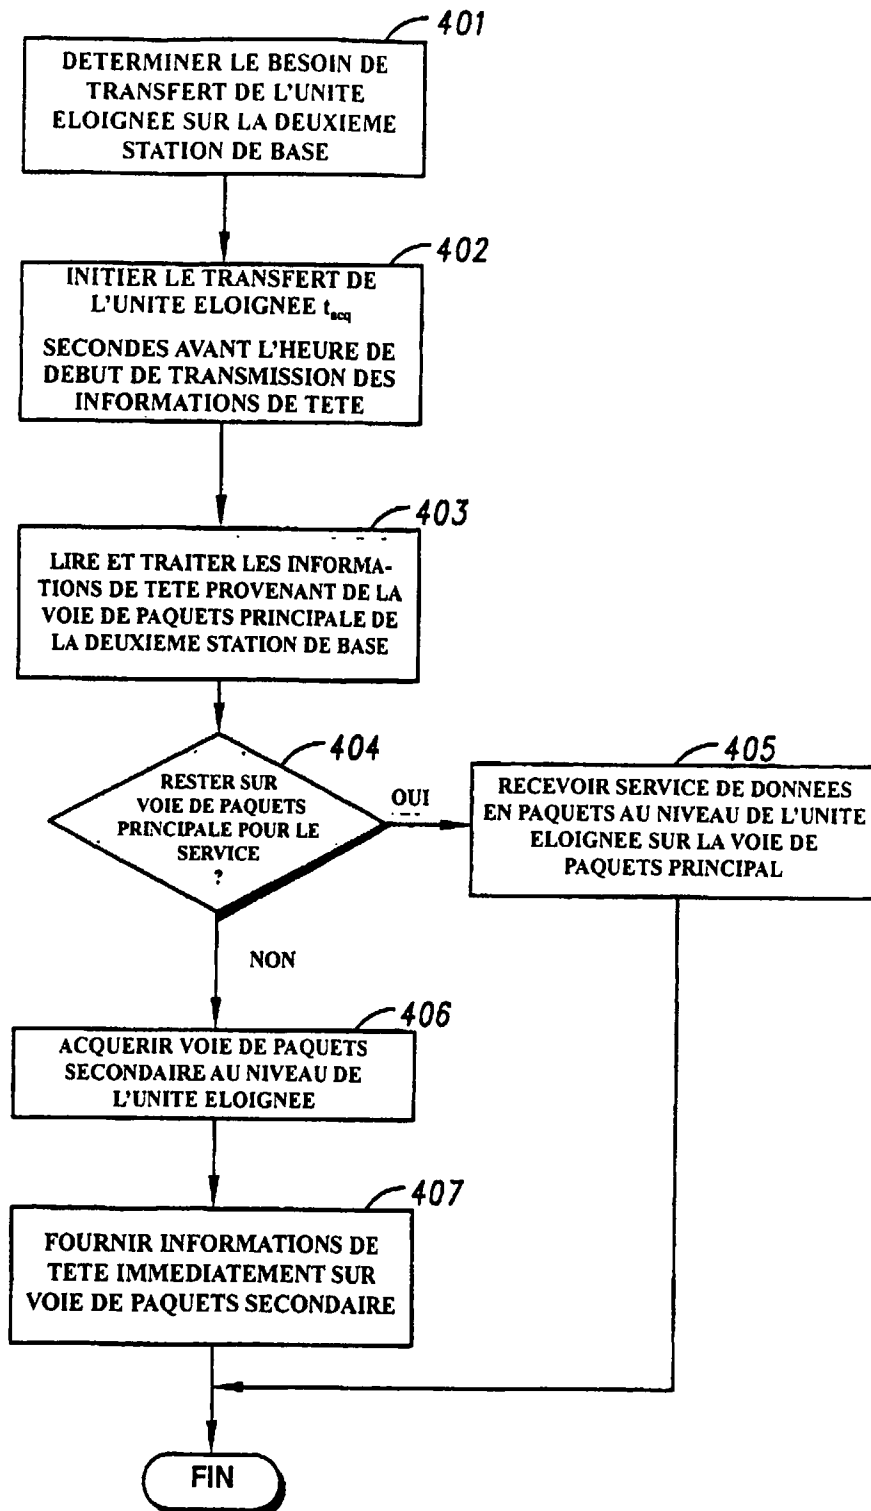 401
DETERMINER LE BESOIN DE
TRANSFERT DE L'UNITE
ELOIGNEE SUR LA DEUXIEME
STATION DE BASE
402
INITIER LE TRANSFERT DE
L'UNITE ELOIGNEE tacq
SECONDES AVANT L'HEURE DE
DEBUT DE TRANSMISSION DES
INFORMATIONS DE TETE
403
LIRE ET TRAITER LES INFORMA-
TIONS DE TETE PROVENANT DE LA
VOIE DE PAQUETS PRINCIPALE DE
LA DEUXIEME STATION DE BASE
404
RESTER SUR
VOIE DE PAQUETS
PRINCIPALE POUR LE
SERVICE
?
OUI
405
RECEVOIR SERVICE DE DONNEES
EN PAQUETS AU NIVEAU DE L'UNITE
ELOIGNEE SUR LA VOIE DE
PAQUETS PRINCIPAL
NON
406
ACQUERIR VOIE DE PAQUETS
SECONDAIRE AU NIVEAU DE
L'UNITE ELOIGNEE
407
FOURNIR INFORMATIONS DE
TETE IMMEDIATEMENT SUR
VOIE DE PAQUETS SECONDAIRE
FIN